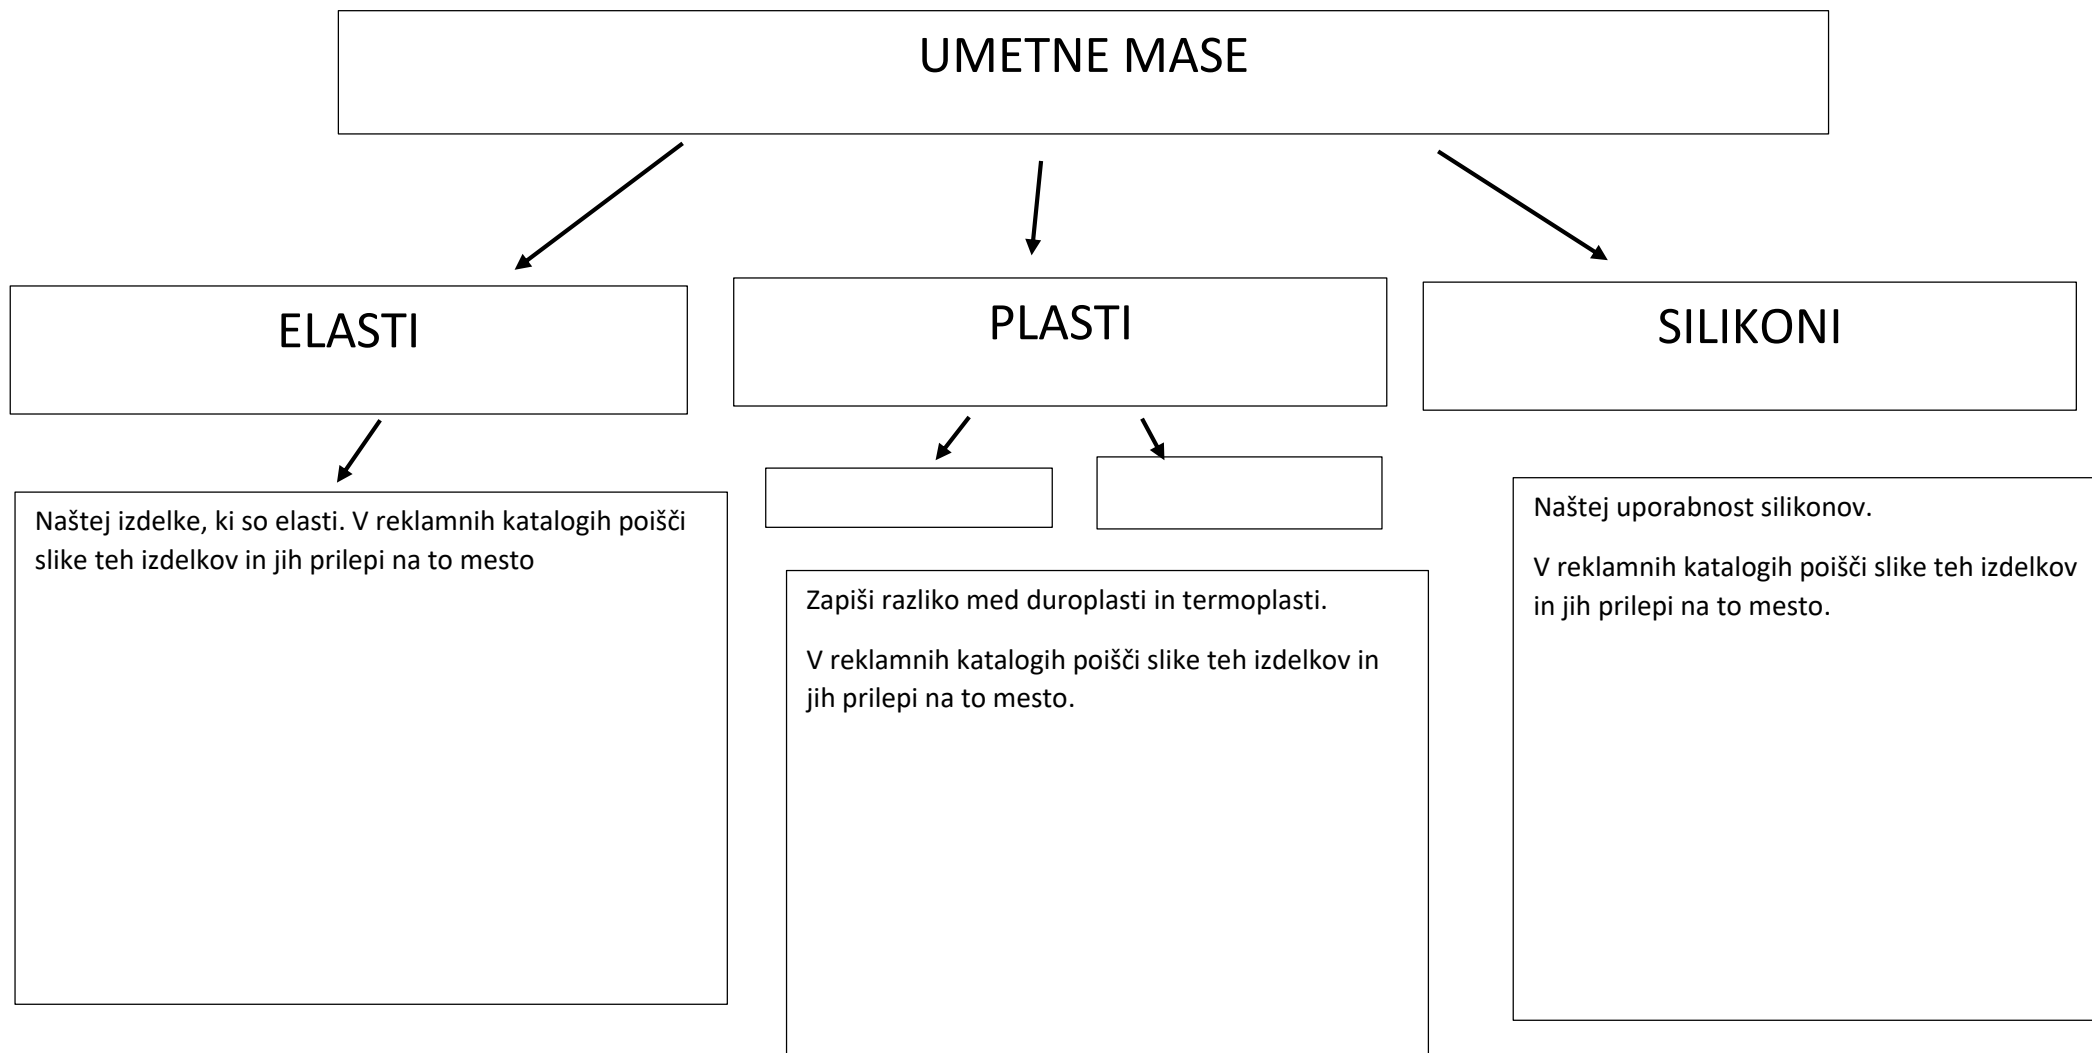 UMETNE MASE
ELASTI
PLASTI
SILIKONI
Naštej izdelke, ki so elasti. V reklamnih katalogih poišči
slike teh izdelkov in jih prilepi na to mesto
Zapiši razliko med duroplasti in termoplasti.
V reklamnih katalogih poišči slike teh izdelkov in
jih prilepi na to mesto.
Naštej uporabnost silikonov.
V reklamnih katalogih poišči slike teh izdelkov
in jih prilepi na to mesto.